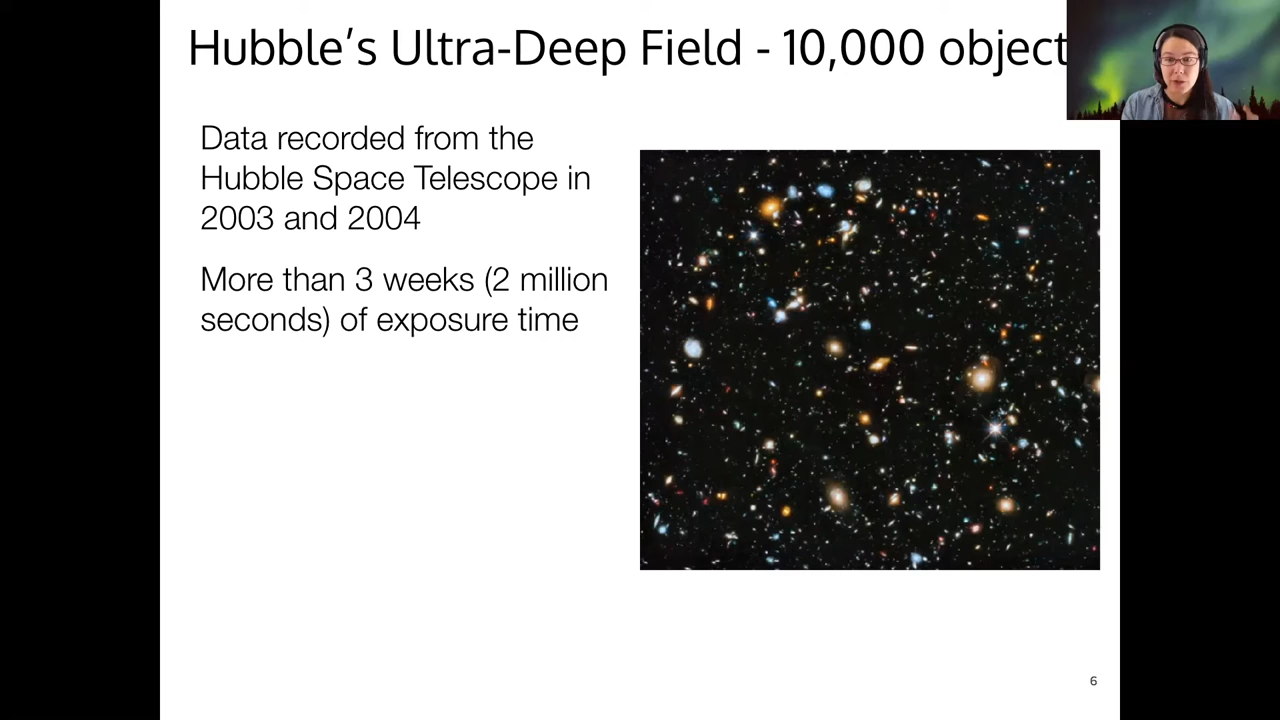 Hubble's Ultra-Deep Field - 10,000 object
Data recorded from the
Hubble Space Telescope in
2003 and 2004
More than 3 weeks (2 million
seconds) of exposure time
6